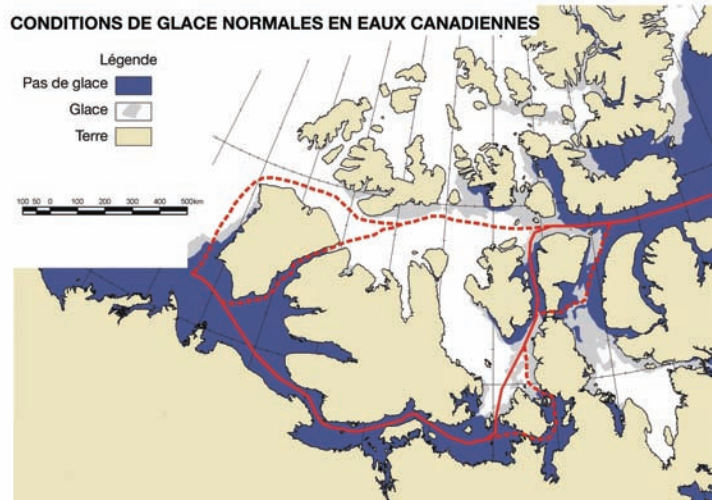 CONDITIONS DE GLACE NORMALES EN EAUX CANADIENNES
Légende
Pas de glace
Glace
Terre
100 50 0 100 200 300 400 500km